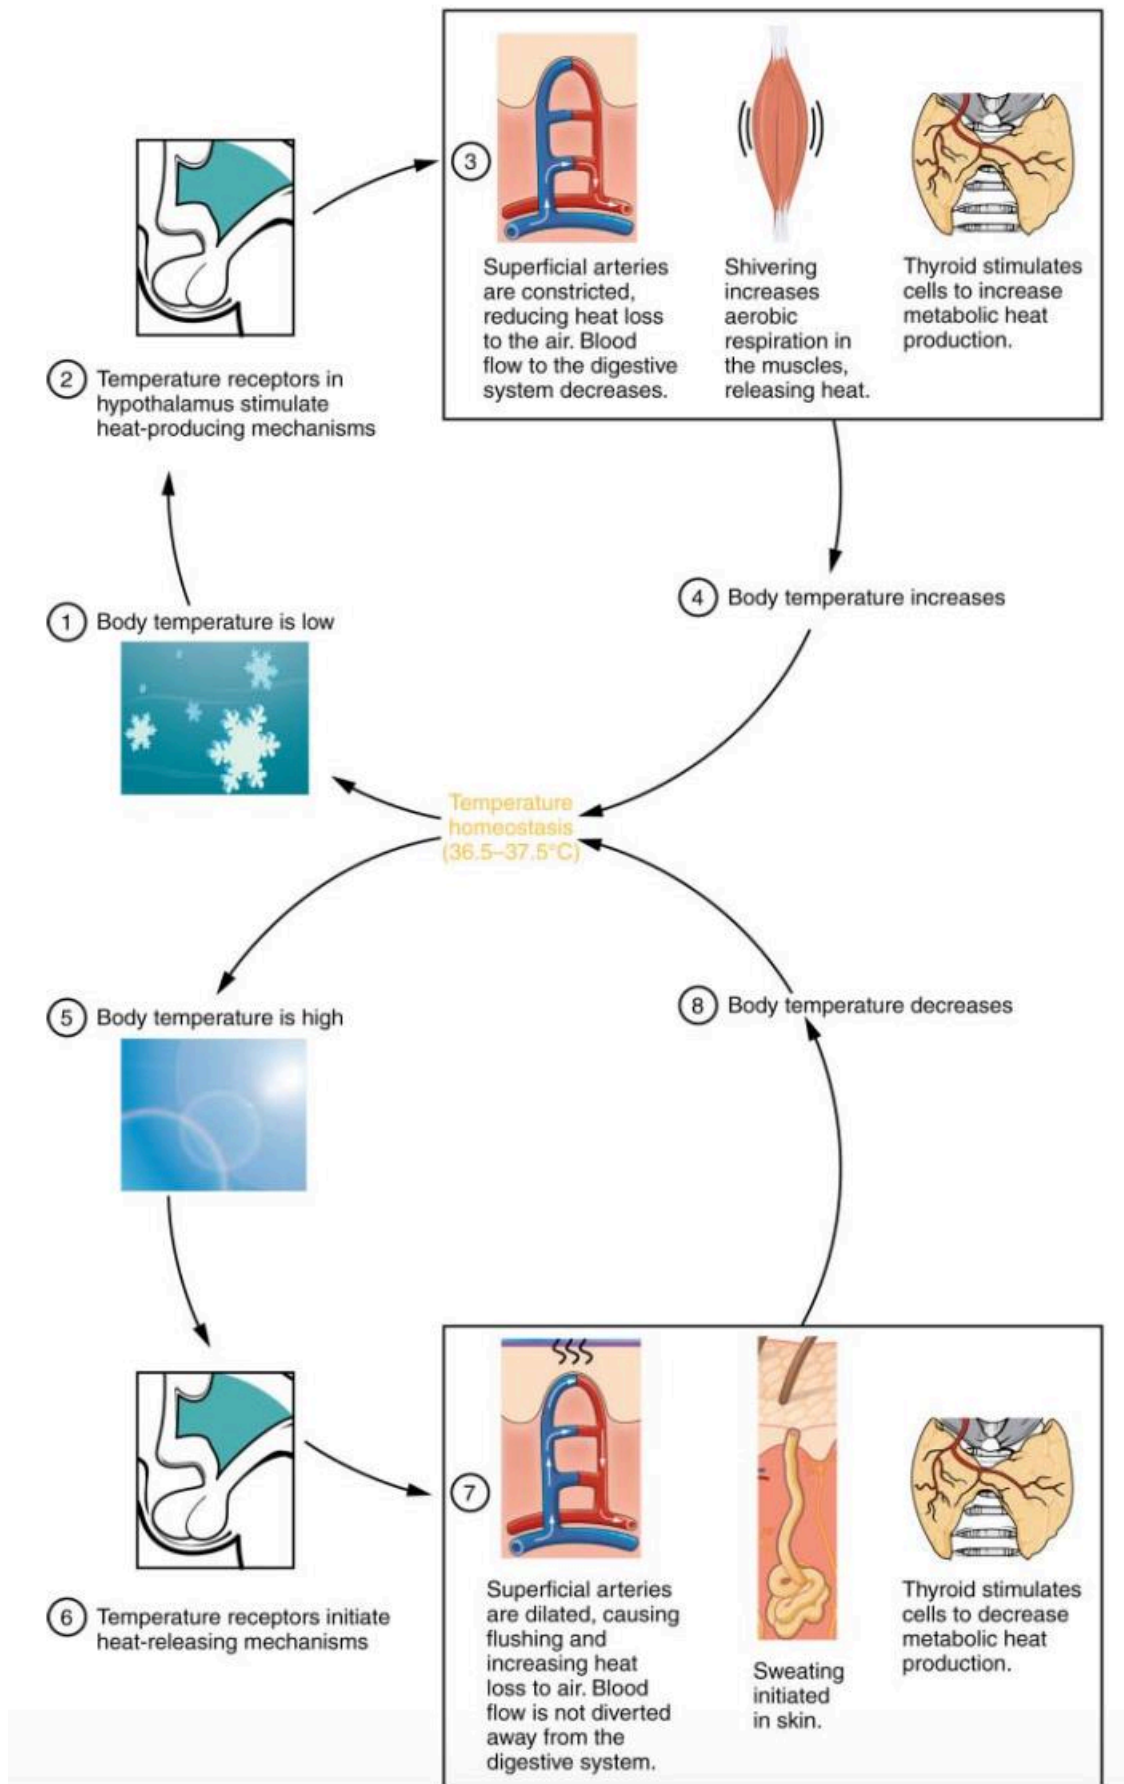 1 Body temperature is low
2 Temperature receptors in
hypothalamus stimulate
heat-producing mechanisms
3
Superficial arteries
are constricted,
reducing heat loss
to the air. Blood
flow to the digestive
system decreases.
Shivering
increases
aerobic
respiration in
the muscles,
releasing heat.
Thyroid stimulates
cells to increase
metabolic heat
production.
4 Body temperature increases
Temperature
homeostasis
(36.5–37.5°C)
5 Body temperature is high
6 Temperature receptors initiate
heat-releasing mechanisms
7
Superficial arteries
are dilated, causing
flushing and
increasing heat
loss to air. Blood
flow is not diverted
away from the
digestive system.
Sweating
initiated
in skin.
Thyroid stimulates
cells to decrease
metabolic heat
production.
8 Body temperature decreases